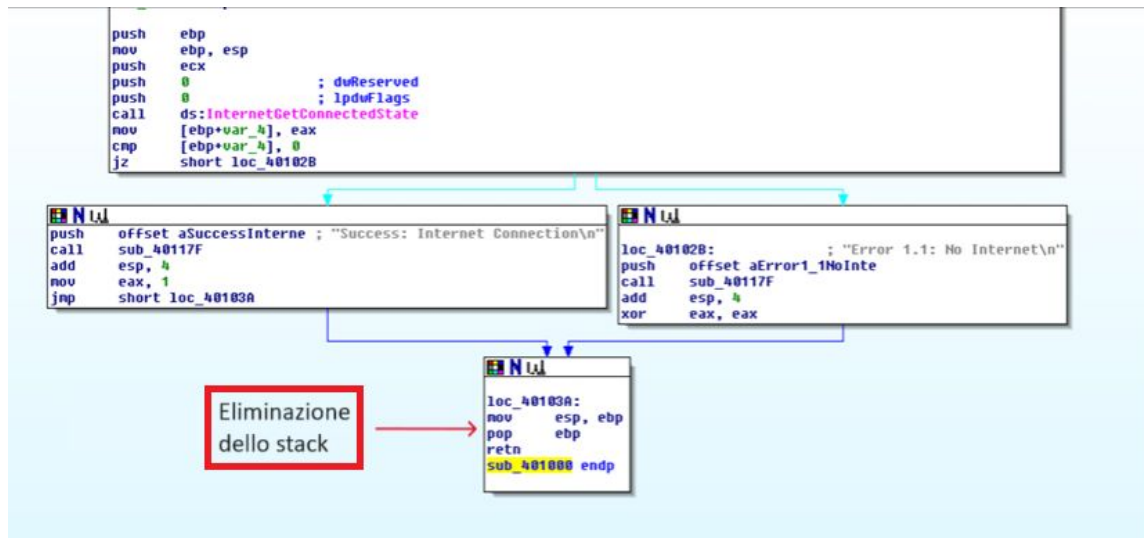 push    ebp
mov     ebp, esp
push    ecx
push    0               ; dwReserved
push    0               ; lpdwFlags
call    ds:InternetGetConnectedState
mov     [ebp+var_4], eax
cmp     [ebp+var_4], 0
jz      short loc_40102B
push    offset aSuccessInterne ; "Success: Internet Connection\n"
call    sub_40117F
add     esp, 4
mov     eax, 1
jmp     short loc_40103A
loc_40102B:             ; "Error 1.1: No Internet\n"
push    offset aError1_1NoInte
call    sub_40117F
add     esp, 4
xor     eax, eax
Eliminazione
dello stack
loc_40103A:
mov     esp, ebp
pop     ebp
retn
sub_401000 endp